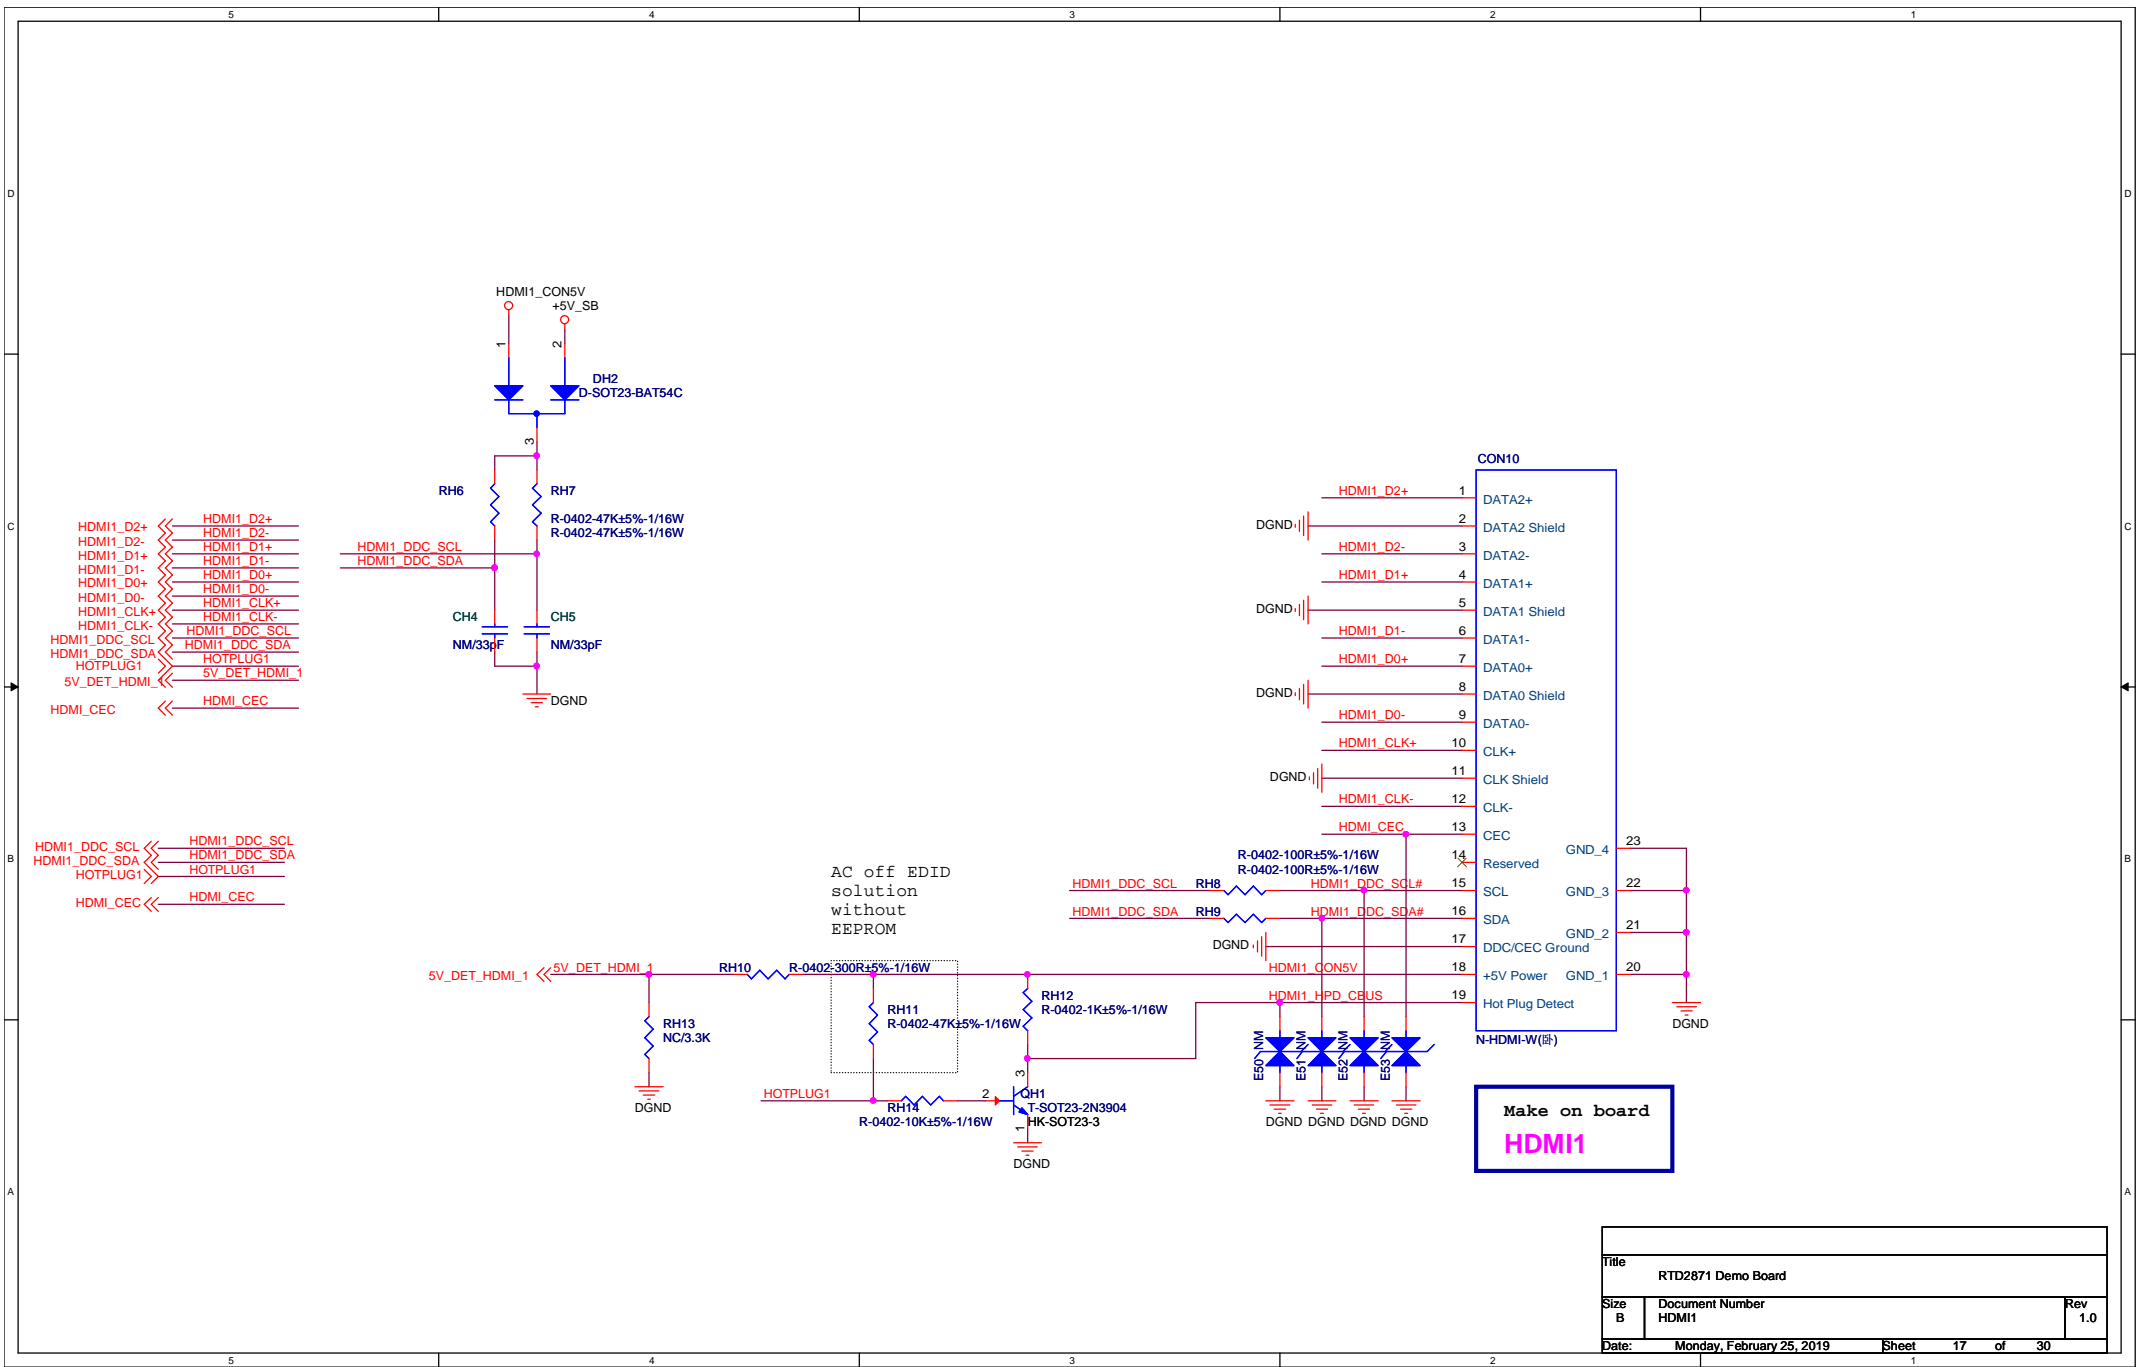 5 4 3 2 1
D D
HDMI1_CON5V
+5V_SB
1 2
DH2
D-SOT23-BAT54C
3
RH6 RH7
R-0402-47K±5%-1/16W
R-0402-47K±5%-1/16W
HDMI1_DDC_SCL
HDMI1_DDC_SDA
CH4 CH5
NM/33pF NM/33pF
DGND
C C
HDMI1_D2+ HDMI1_D2+
HDMI1_D2- HDMI1_D2-
HDMI1_D1+ HDMI1_D1+
HDMI1_D1- HDMI1_D1-
HDMI1_D0+ HDMI1_D0+
HDMI1_D0- HDMI1_D0-
HDMI1_CLK+ HDMI1_CLK+
HDMI1_CLK- HDMI1_CLK-
HDMI1_DDC_SCL HDMI1_DDC_SCL
HDMI1_DDC_SDA HDMI1_DDC_SDA
HOTPLUG1 HOTPLUG1
5V_DET_HDMI_1 5V_DET_HDMI_1
HDMI_CEC HDMI_CEC
HDMI1_DDC_SCL HDMI1_DDC_SCL
HDMI1_DDC_SDA HDMI1_DDC_SDA
HOTPLUG1 HOTPLUG1
HDMI_CEC HDMI_CEC
B B
CON10
HDMI1_D2+ 1 DATA2+
DGND 2 DATA2 Shield
HDMI1_D2- 3 DATA2-
HDMI1_D1+ 4 DATA1+
DGND 5 DATA1 Shield
HDMI1_D1- 6 DATA1-
HDMI1_D0+ 7 DATA0+
DGND 8 DATA0 Shield
HDMI1_D0- 9 DATA0-
HDMI1_CLK+ 10 CLK+
DGND 11 CLK Shield
HDMI1_CLK- 12 CLK-
HDMI_CEC 13 CEC
14 Reserved GND_4 23
R-0402-100R±5%-1/16W
R-0402-100R±5%-1/16W
HDMI1_DDC_SCL RH8 HDMI1_DDC_SCL# 15 SCL GND_3 22
HDMI1_DDC_SDA RH9 HDMI1_DDC_SDA# 16 SDA
DGND 17 DDC/CEC Ground GND_2 21
HDMI1_CON5V 18 +5V Power GND_1 20
HDMI1_HPD_CBUS 19 Hot Plug Detect
DGND
N-HDMI-W(卧)
AC off EDID
solution
without
EEPROM
5V_DET_HDMI_1 5V_DET_HDMI_1 RH10 R-0402-300R±5%-1/16W
RH11
R-0402-47K±5%-1/16W
RH12
R-0402-1K±5%-1/16W
RH13
NC/3.3K
DGND
HOTPLUG1
RH14
R-0402-10K±5%-1/16W
2 3 1
QH1
T-SOT23-2N3904
HK-SOT23-3
DGND
E50 NM E51 NM E52 NM E53 NM
DGND DGND DGND DGND
Make on board
HDMI1
A A
Title
RTD2871 Demo Board
Size Document Number Rev
B HDMI1 1.0
Date: Monday, February 25, 2019 Sheet 17 of 30
5 4 3 2 1